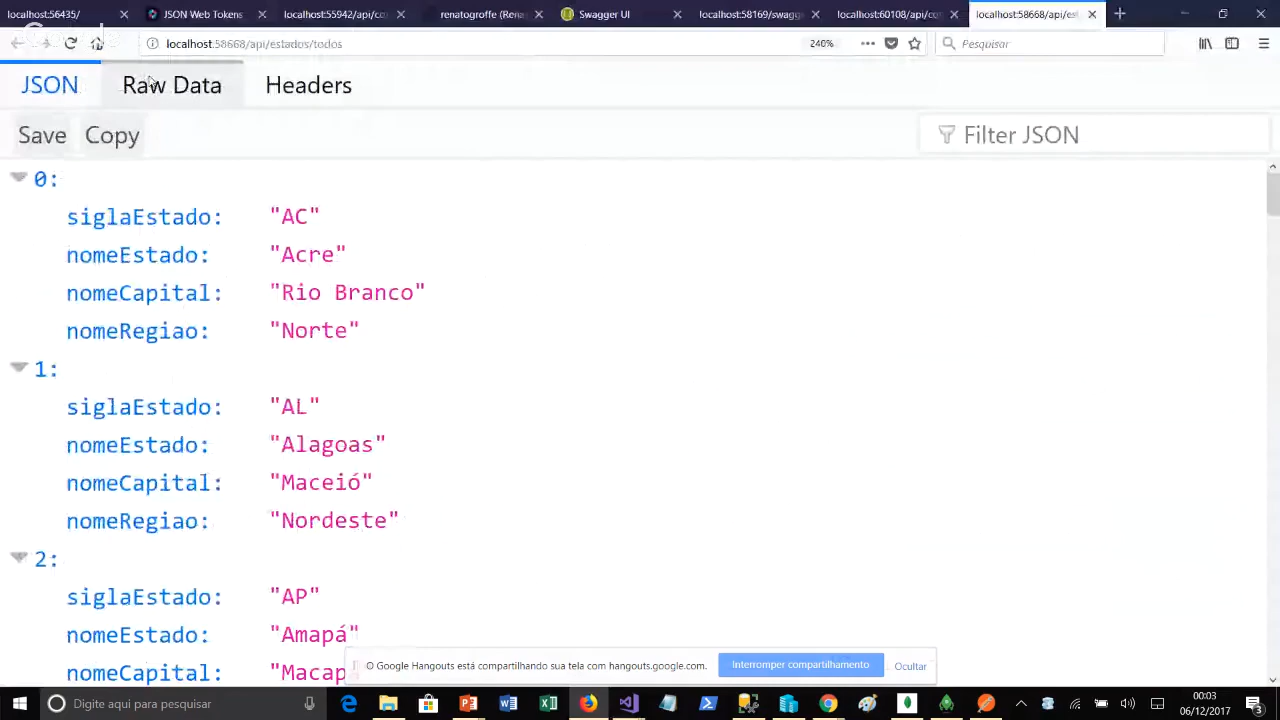 localhost:56435/
JSON Web Tokens
localhost:55942/api/co
renatogroffe (Rena
Swagger UI
localhost:58169/swagg
localhost:60108/api/co
localhost:58668/api/es
localhost:58668/api/estados/todos
240%
Pesquisar
JSON
Raw Data
Headers
Save
Copy
Filter JSON
0:
siglaEstado: "AC"
nomeEstado: "Acre"
nomeCapital: "Rio Branco"
nomeRegiao: "Norte"
1:
siglaEstado: "AL"
nomeEstado: "Alagoas"
nomeCapital: "Maceió"
nomeRegiao: "Nordeste"
2:
siglaEstado: "AP"
nomeEstado: "Amapá"
nomeCapital: "Macap
O Google Hangouts está compartilhando sua tela com hangouts.google.com.
Interromper compartilhamento
Ocultar
Digite aqui para pesquisar
00:03
06/12/2017
3